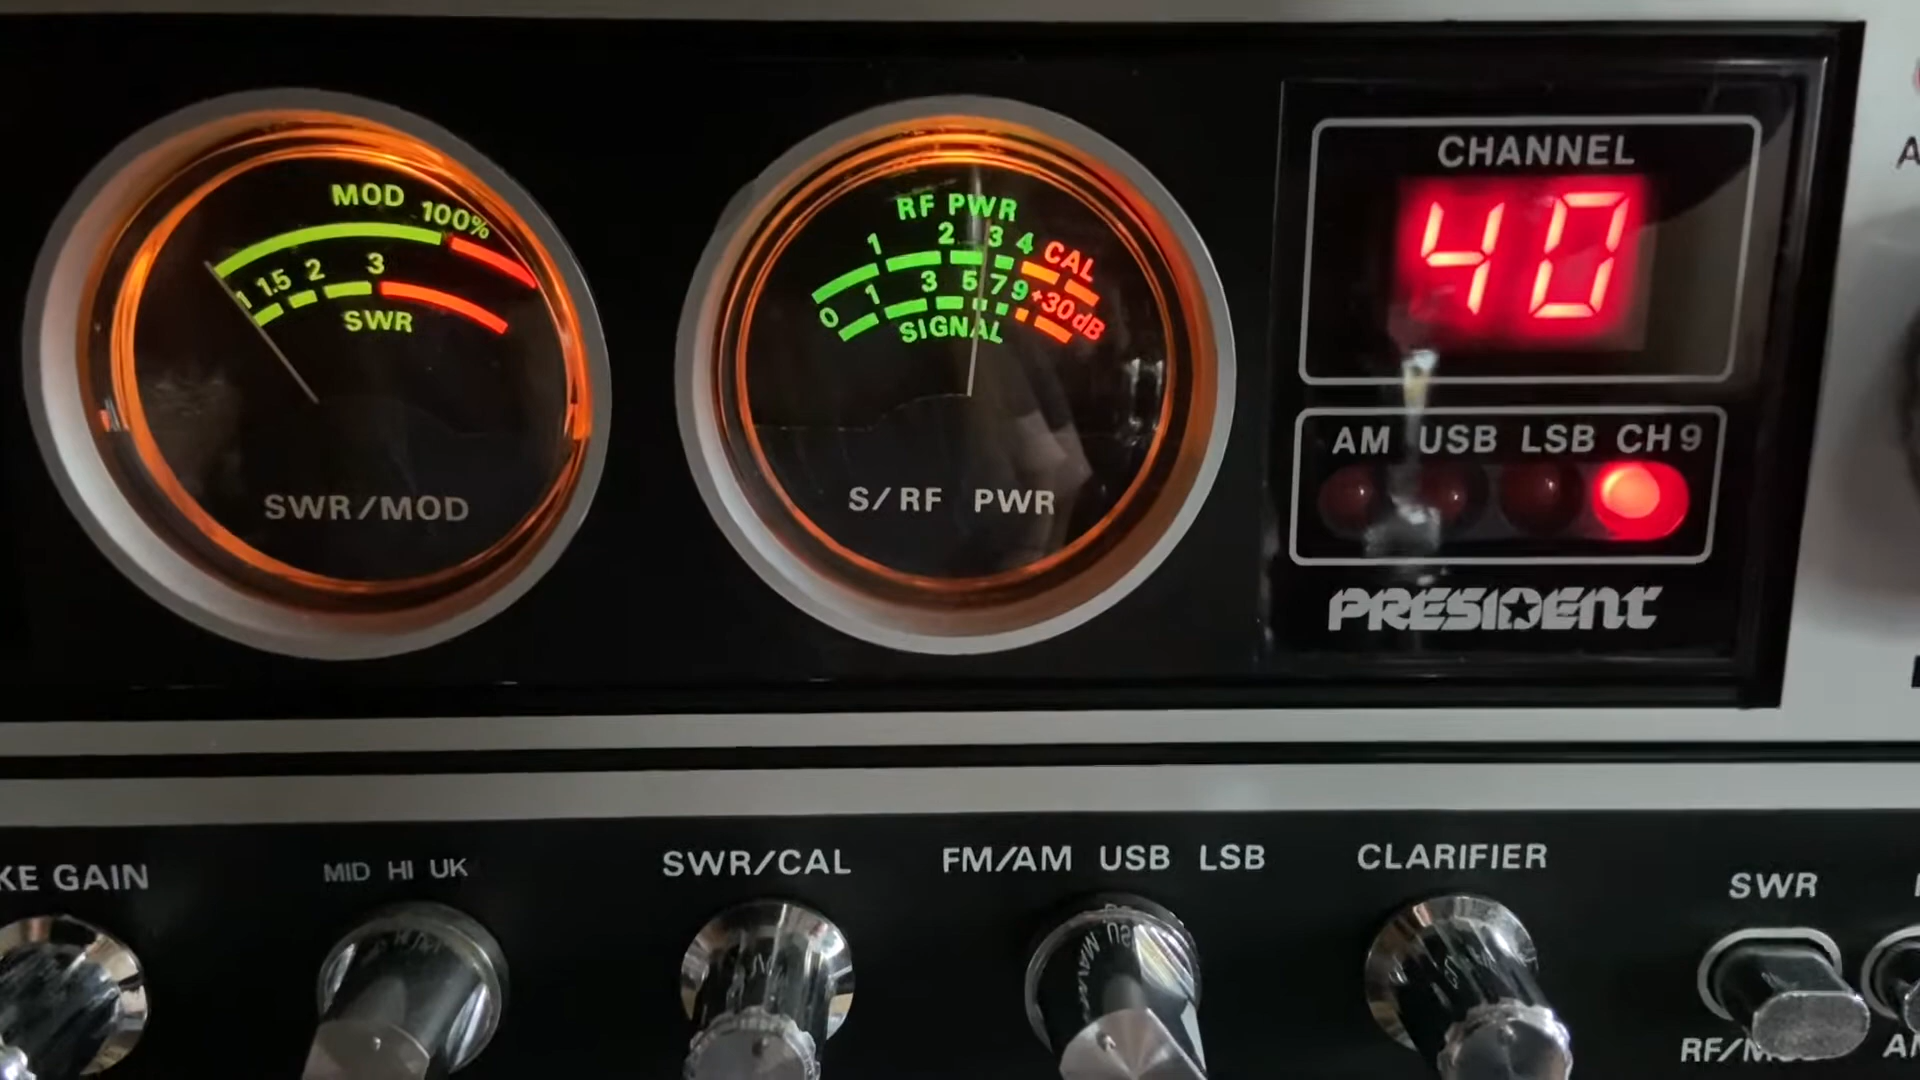 MOD 100%
1 1.5 2 3
SWR
SWR/MOD
RF PWR
1 2 3 4 CAL
0 1 3 5 7 9 +30dB
SIGNAL
S/RF PWR
CHANNEL
40
AM USB LSB CH9
PRESIDENT
KE GAIN
MID HI UK
SWR/CAL
FM/AM USB LSB
CLARIFIER
SWR